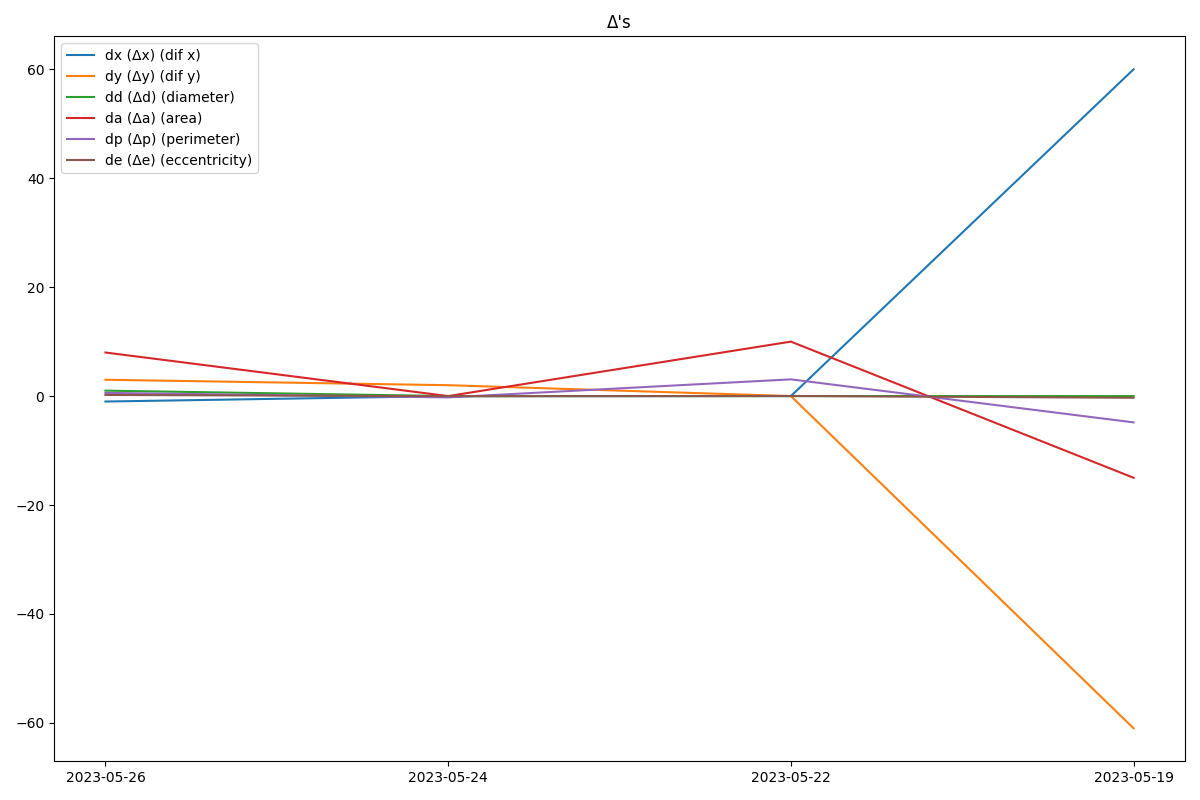 Δ's
dx (Δx) (dif x)
dy (Δy) (dif y)
dd (Δd) (diameter)
da (Δa) (area)
dp (Δp) (perimeter)
de (Δe) (eccentricity)
60
40
20
0
−20
−40
−60
2023-05-26 2023-05-24 2023-05-22 2023-05-19